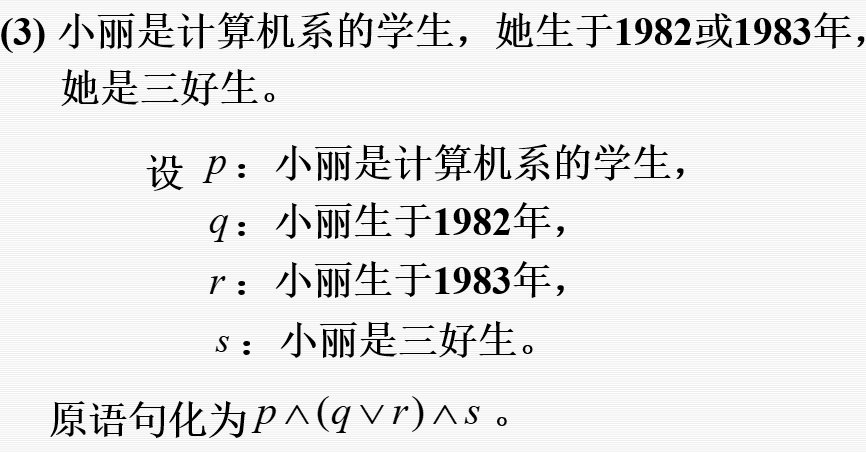 (3) 小丽是计算机系的学生，她生于1982或1983年，
她是三好生。
设 p：小丽是计算机系的学生，
q：小丽生于1982年，
r：小丽生于1983年，
s：小丽是三好生。
原语句化为 p∧(q∨r)∧s 。